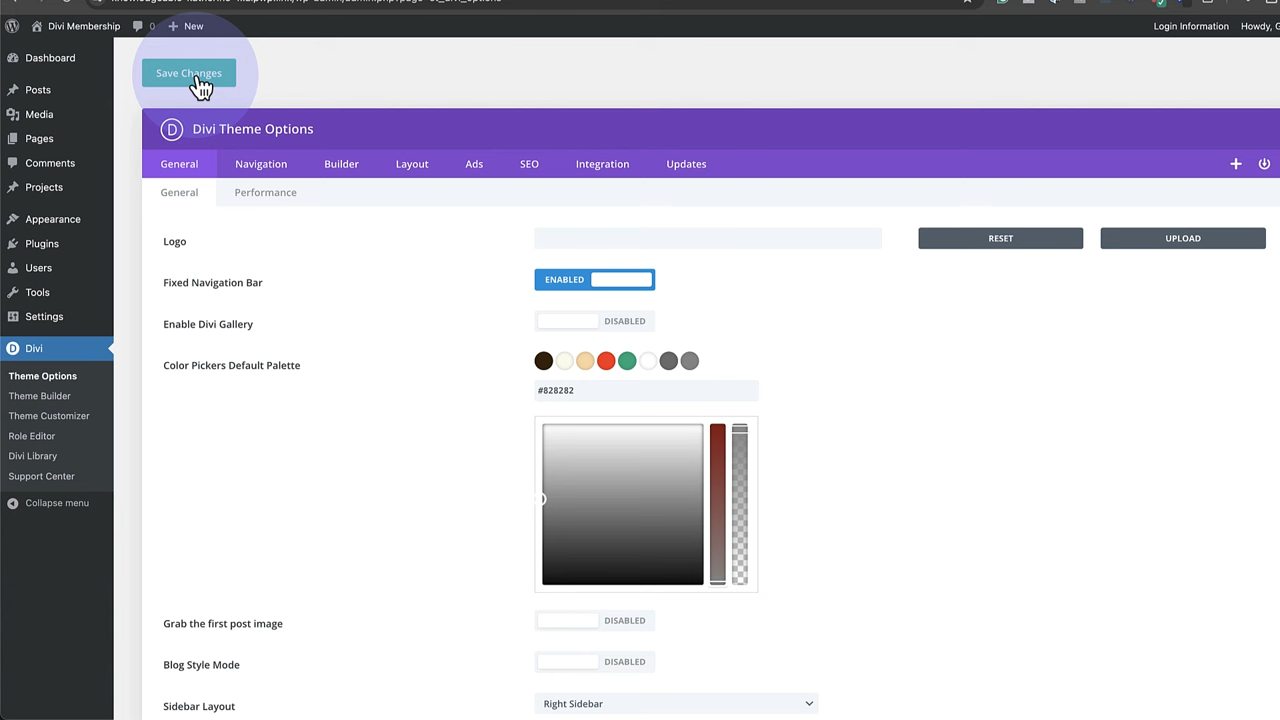 Divi Membership
0
New
Login Information
Howdy, G
Dashboard
Posts
Media
Pages
Comments
Projects
Appearance
Plugins
Users
Tools
Settings
Divi
Theme Options
Theme Builder
Theme Customizer
Role Editor
Divi Library
Support Center
Collapse menu
Save Changes
D Divi Theme Options
General Navigation Builder Layout Ads SEO Integration Updates
General Performance
Logo RESET UPLOAD
Fixed Navigation Bar ENABLED
Enable Divi Gallery DISABLED
Color Pickers Default Palette
#828282
Grab the first post image DISABLED
Blog Style Mode DISABLED
Sidebar Layout Right Sidebar